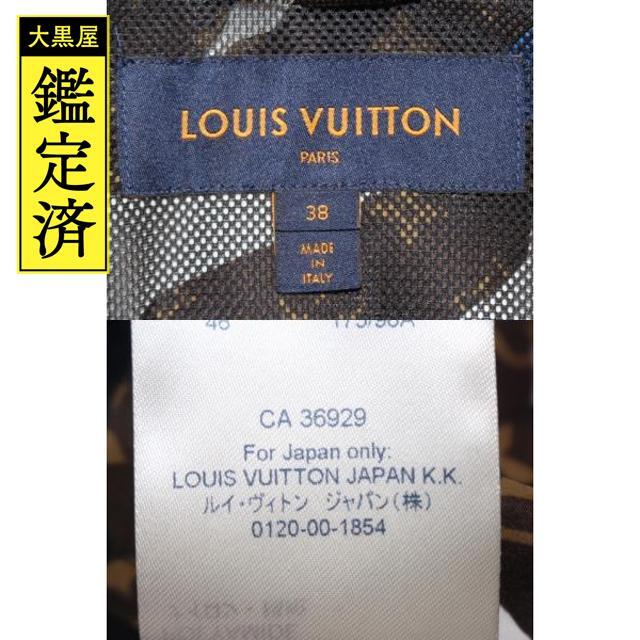 大黒屋
鑑定済
LOUIS VUITTON
PARIS
38
MADE
IN
ITALY
CA 36929
For Japan only:
LOUIS VUITTON JAPAN K.K.
ルイ・ヴィトン ジャパン(株)
0120-00-1854